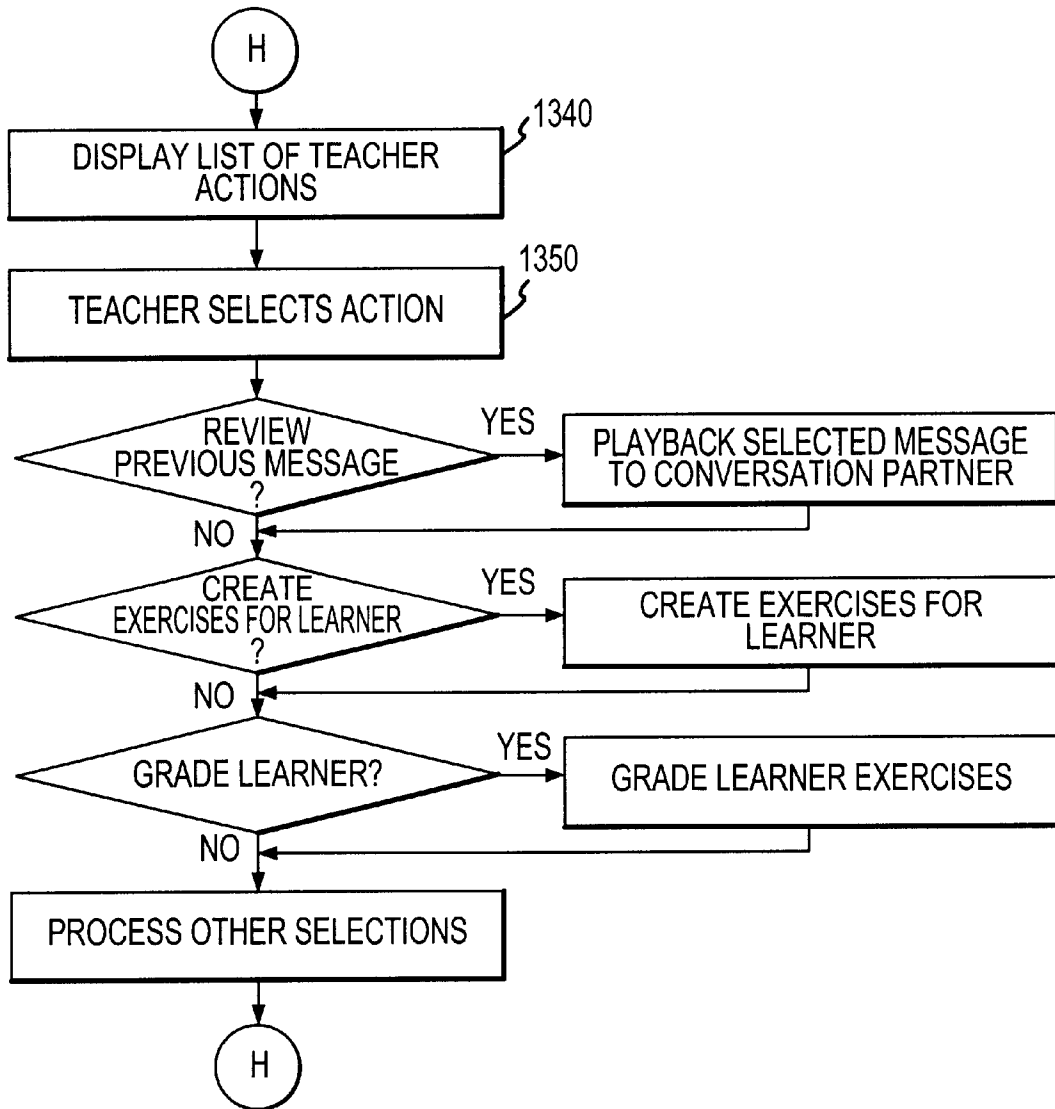 H
1340
DISPLAY LIST OF TEACHER
ACTIONS
1350
TEACHER SELECTS ACTION
REVIEW
PREVIOUS MESSAGE
?
YES
PLAYBACK SELECTED MESSAGE
TO CONVERSATION PARTNER
NO
CREATE
EXERCISES FOR LEARNER
?
YES
CREATE EXERCISES FOR
LEARNER
NO
GRADE LEARNER?
YES
GRADE LEARNER EXERCISES
NO
PROCESS OTHER SELECTIONS
H